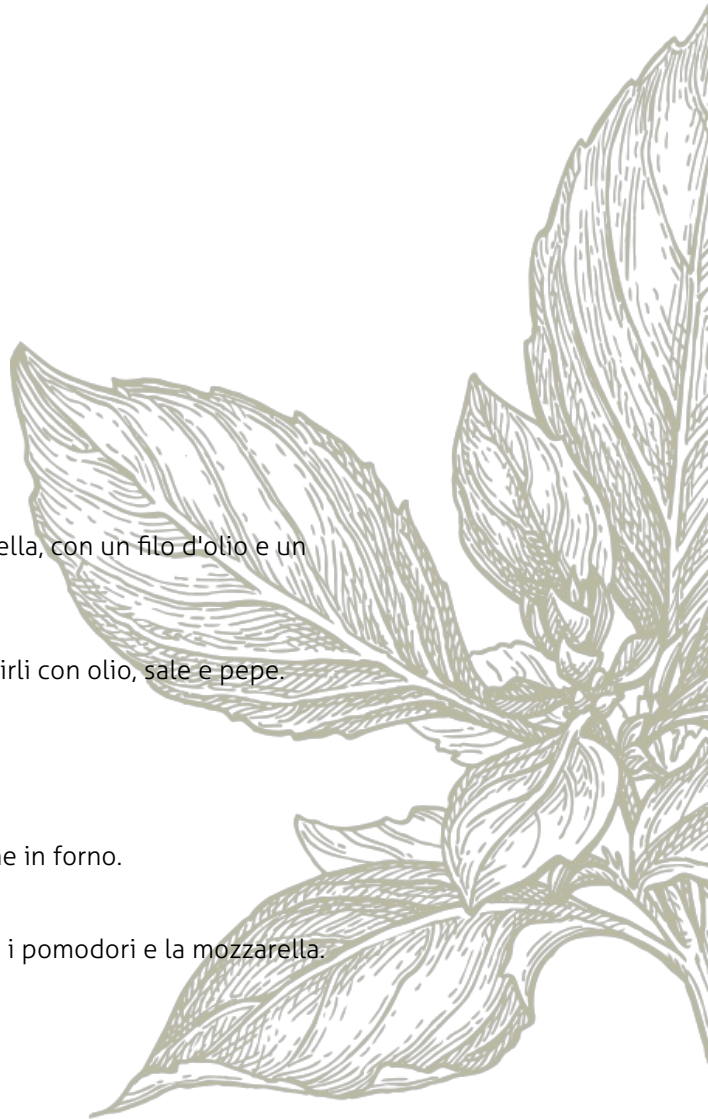 ella, con un filo d'olio e un
irli con olio, sale e pepe.
e in forno.
i pomodori e la mozzarella.